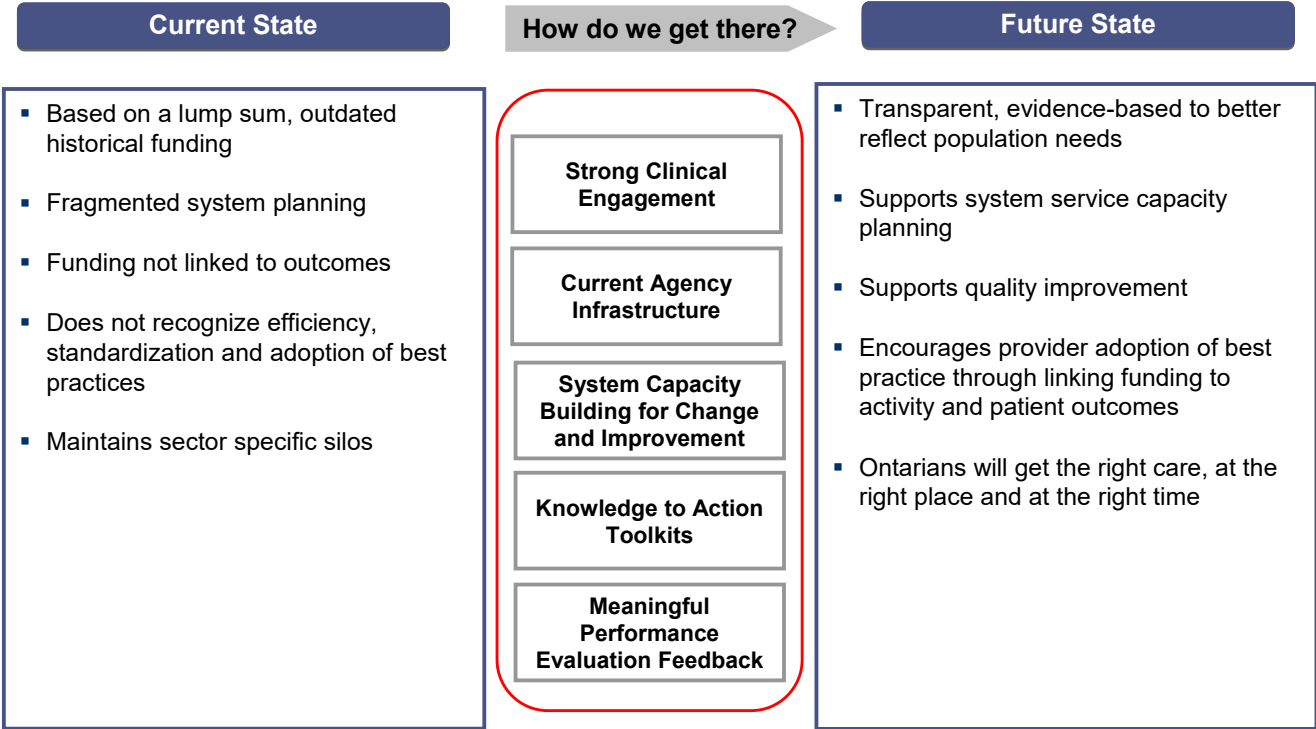 Current State
How do we get there?
Future State
▪ Based on a lump sum, outdated
historical funding
▪ Fragmented system planning
▪ Funding not linked to outcomes
▪ Does not recognize efficiency,
standardization and adoption of best
practices
▪ Maintains sector specific silos
Strong Clinical
Engagement
Current Agency
Infrastructure
System Capacity
Building for Change
and Improvement
Knowledge to Action
Toolkits
Meaningful
Performance
Evaluation Feedback
▪ Transparent, evidence-based to better
reflect population needs
▪ Supports system service capacity
planning
▪ Supports quality improvement
▪ Encourages provider adoption of best
practice through linking funding to
activity and patient outcomes
▪ Ontarians will get the right care, at the
right place and at the right time